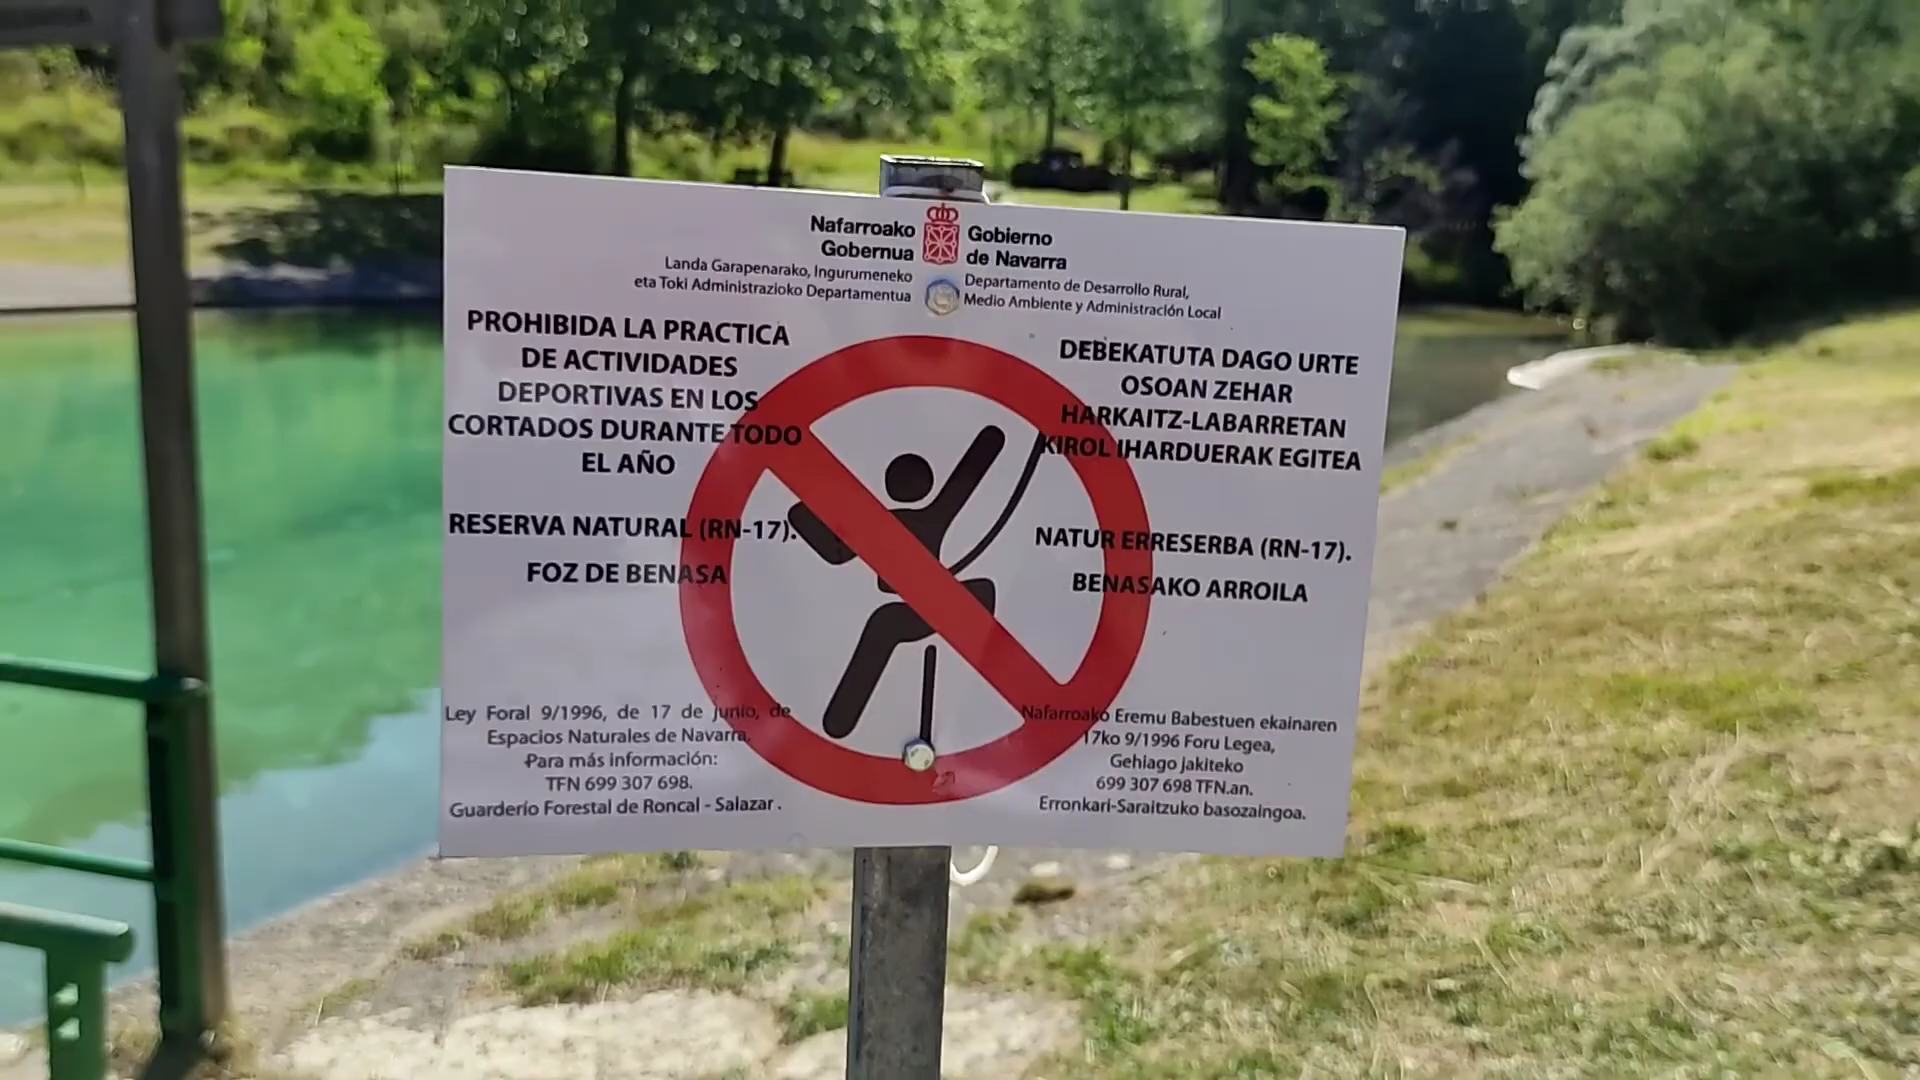 Nafarroako
Gobernua
Gobierno
de Navarra
Landa Garapenarako, Ingurumeneko
eta Toki Administrazioko Departamentua
Departamento de Desarrollo Rural,
Medio Ambiente y Administración Local
PROHIBIDA LA PRACTICA
DE ACTIVIDADES
DEPORTIVAS EN LOS
CORTADOS DURANTE TODO
EL AÑO
RESERVA NATURAL (RN-17).
FOZ DE BENASA
DEBEKATUTA DAGO URTE
OSOAN ZEHAR
HARKAITZ-LABARRETAN
KIROL IHARDUERAK EGITEA
NATUR ERRESERBA (RN-17).
BENASAKO ARROILA
Ley Foral 9/1996, de 17 de junio, de
Espacios Naturales de Navarra.
Para más información:
TFN 699 307 698.
Guarderío Forestal de Roncal - Salazar .
Nafarroako Eremu Babestuen ekainaren
17ko 9/1996 Foru Legea,
Gehiago jakiteko
699 307 698 TFN.an.
Erronkari-Saraitzuko basozaingoa.